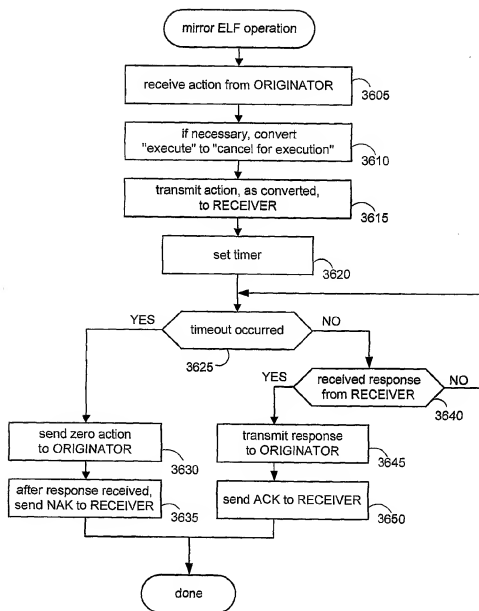 mirror ELF operation
receive action from ORIGINATOR
3605
if necessary, convert
"execute" to "cancel for execution"
3610
transmit action, as converted,
to RECEIVER
3615
set timer
3620
YES
timeout occurred
NO
3625
YES
received response
from RECEIVER
NO
3640
send zero action
to ORIGINATOR
3630
transmit response
to ORIGINATOR
3645
after response received,
send NAK to RECEIVER
3635
send ACK to RECEIVER
3650
done